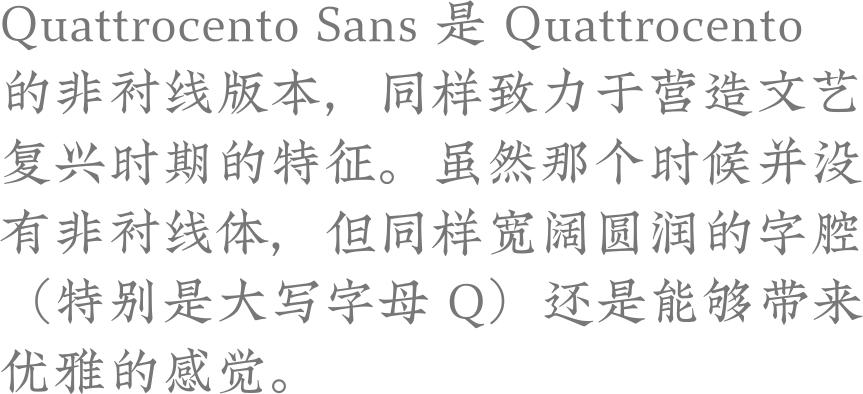 Quattrocento Sans 是 Quattrocento
的非衬线版本，同样致力于营造文艺
复兴时期的特征。虽然那个时候并没
有非衬线体，但同样宽阔圆润的字腔
（特别是大写字母 Q）还是能够带来
优雅的感觉。